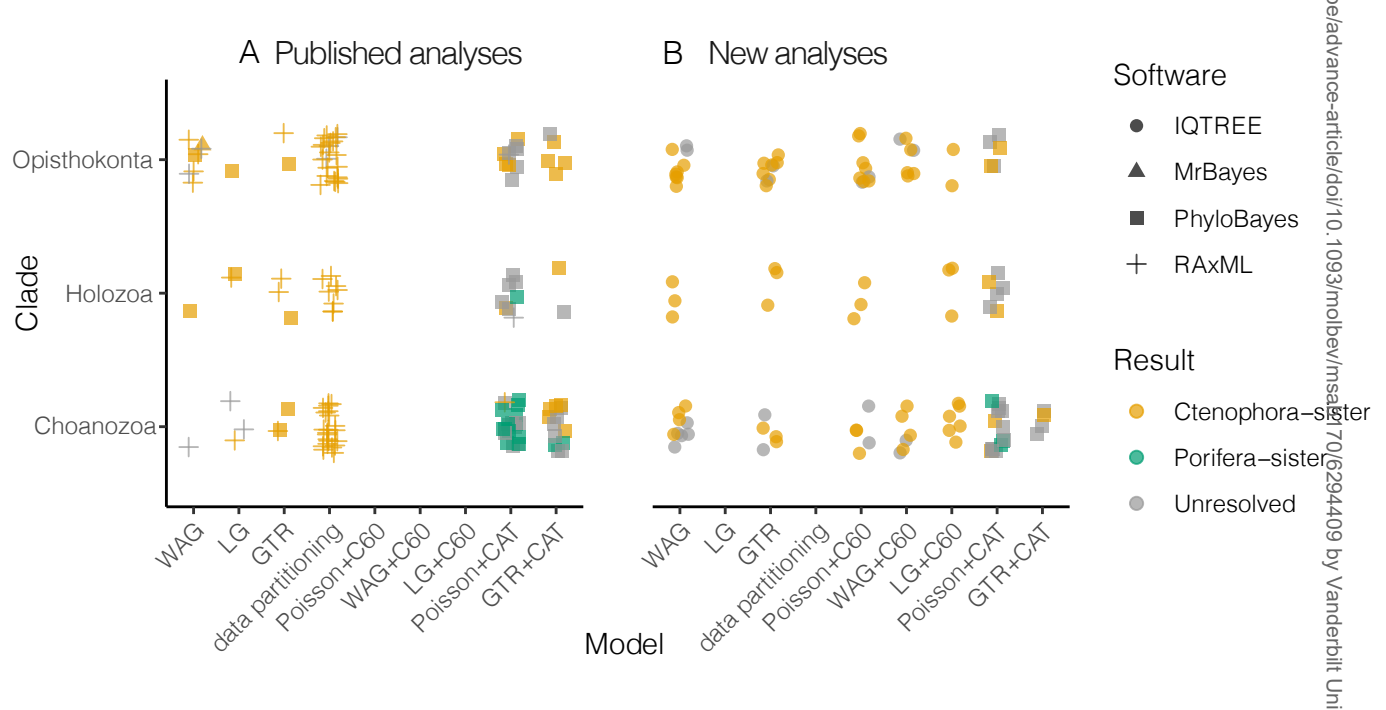 A Published analyses
B New analyses
Clade
Opisthokonta
Holozoa
Choanozoa
WAG
LG
GTR
data partitioning
Poisson+C60
WAG+C60
LG+C60
Poisson+CAT
GTR+CAT
WAG
LG
GTR
data partitioning
Poisson+C60
WAG+C60
LG+C60
Poisson+CAT
GTR+CAT
Model
Software
IQTREE
MrBayes
PhyloBayes
RAxML
Result
Ctenophora−sister
Porifera−sister
Unresolved
be/advance-article/doi/10.1093/molbev/msab170/6294409 by Vanderbilt Uni